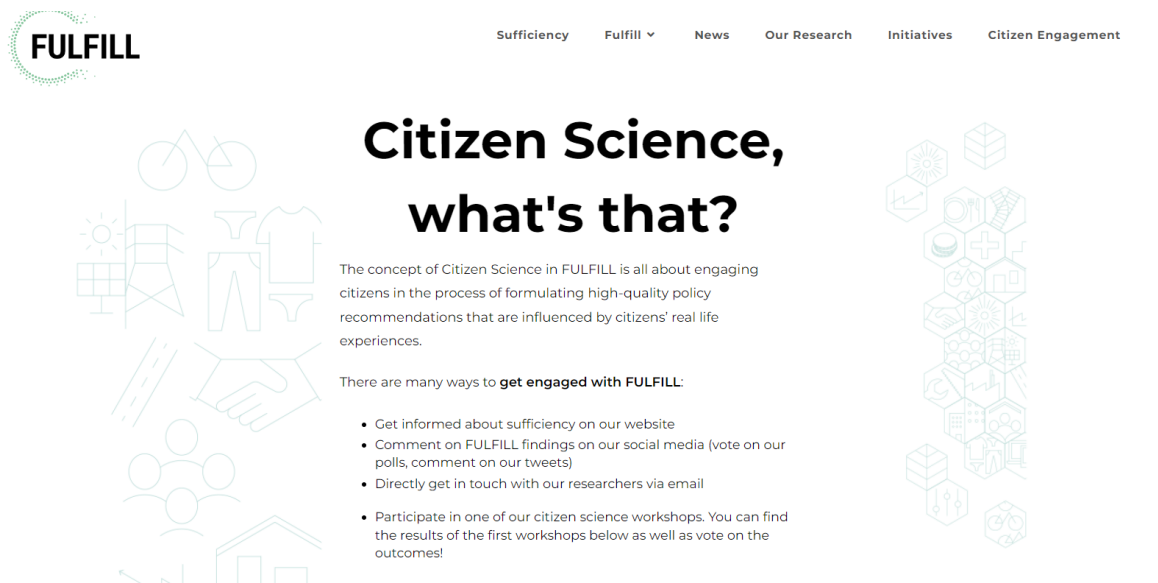 FULFILL
Sufficiency
Fulfill
News
Our Research
Initiatives
Citizen Engagement
Citizen Science,
what's that?
The concept of Citizen Science in FULFILL is all about engaging
citizens in the process of formulating high-quality policy
recommendations that are influenced by citizens’ real life
experiences.
There are many ways to get engaged with FULFILL:
• Get informed about sufficiency on our website
• Comment on FULFILL findings on our social media (vote on our
polls, comment on our tweets)
• Directly get in touch with our researchers via email
• Participate in one of our citizen science workshops. You can find
the results of the first workshops below as well as vote on the
outcomes!